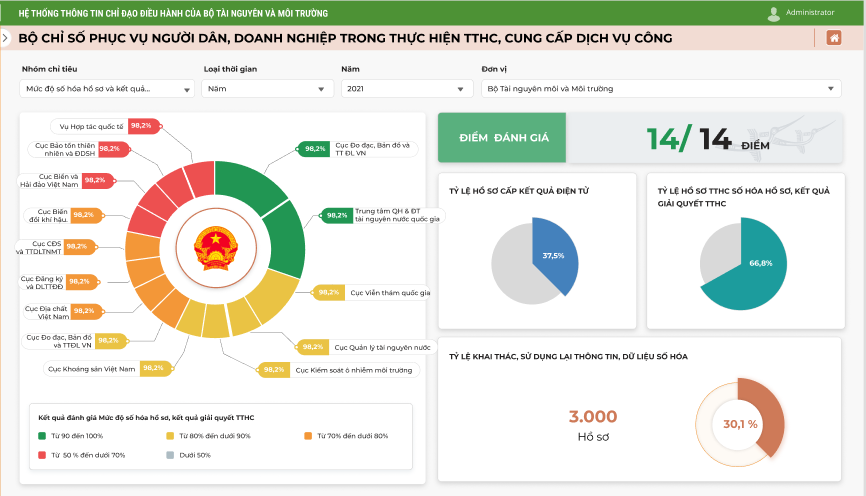 HỆ THỐNG THÔNG TIN CHỈ ĐẠO ĐIỀU HÀNH CỦA BỘ TÀI NGUYÊN VÀ MÔI TRƯỜNG
Administrator
BỘ CHỈ SỐ PHỤC VỤ NGƯỜI DÂN, DOANH NGHIỆP TRONG THỰC HIỆN TTHC, CUNG CẤP DỊCH VỤ CÔNG
Nhóm chỉ tiêu
Loại thời gian
Năm
Đơn vị
Mức độ số hóa hồ sơ và kết quả...
Năm
2021
Bộ Tài nguyên môi và Môi trường
Vụ Hợp tác quốc tế
98,2%
Cục Bảo tồn thiên
nhiên và ĐDSH
98,2%
Cục Biển và
Hải đảo Việt Nam
98,2%
Cục Biến
đổi khí hậu.
98,2%
Cục CĐS
và TTDLTNMT
98,2%
Cục Đăng ký
và DLTTĐĐ
98,2%
Cục Địa chất
Việt Nam
98,2%
Cục Đo đạc, Bản đồ
và TTĐL VN
98,2%
Cục Khoáng sản Việt Nam
98,2%
98,2%
Cục Đo đạc, Bản đồ và
TT ĐL VN
98,2%
Trung tâm QH & ĐT
tài nguyên nước quốc gia
98,2%
Cục Viễn thám quốc gia
98,2%
Cục Quản lý tài nguyên nước
98,2%
Cục Kiểm soát ô nhiễm môi trường
Kết quả đánh giá Mức độ số hóa hồ sơ, kết quả giải quyết TTHC
Từ 90 đến 100%
Từ 80% đến dưới 90%
Từ 70% đến dưới 80%
Từ 50 % đến dưới 70%
Dưới 50%
ĐIỂM ĐÁNH GIÁ
14/ 14 ĐIỂM
TỶ LỆ HỒ SƠ CẤP KẾT QUẢ ĐIỆN TỬ
37,5%
TỶ LỆ HỒ SƠ TTHC SỐ HÓA HỒ SƠ, KẾT QUẢ
GIẢI QUYẾT TTHC
66,8%
TỶ LỆ KHAI THÁC, SỬ DỤNG LẠI THÔNG TIN, DỮ LIỆU SỐ HÓA
3.000
Hồ sơ
30,1 %